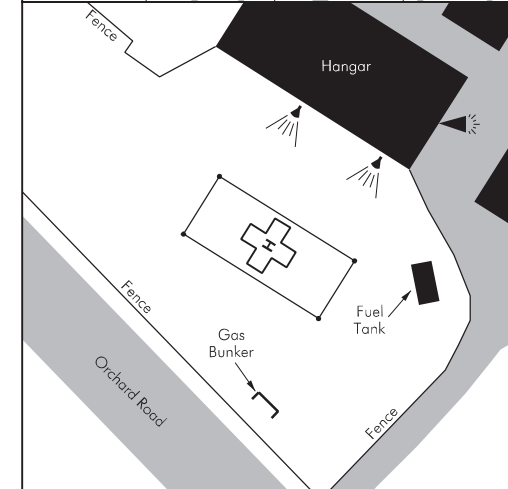 Fence
Hangar
H
Fuel
Tank
Fence
Gas
Bunker
Orchard Road
Fence